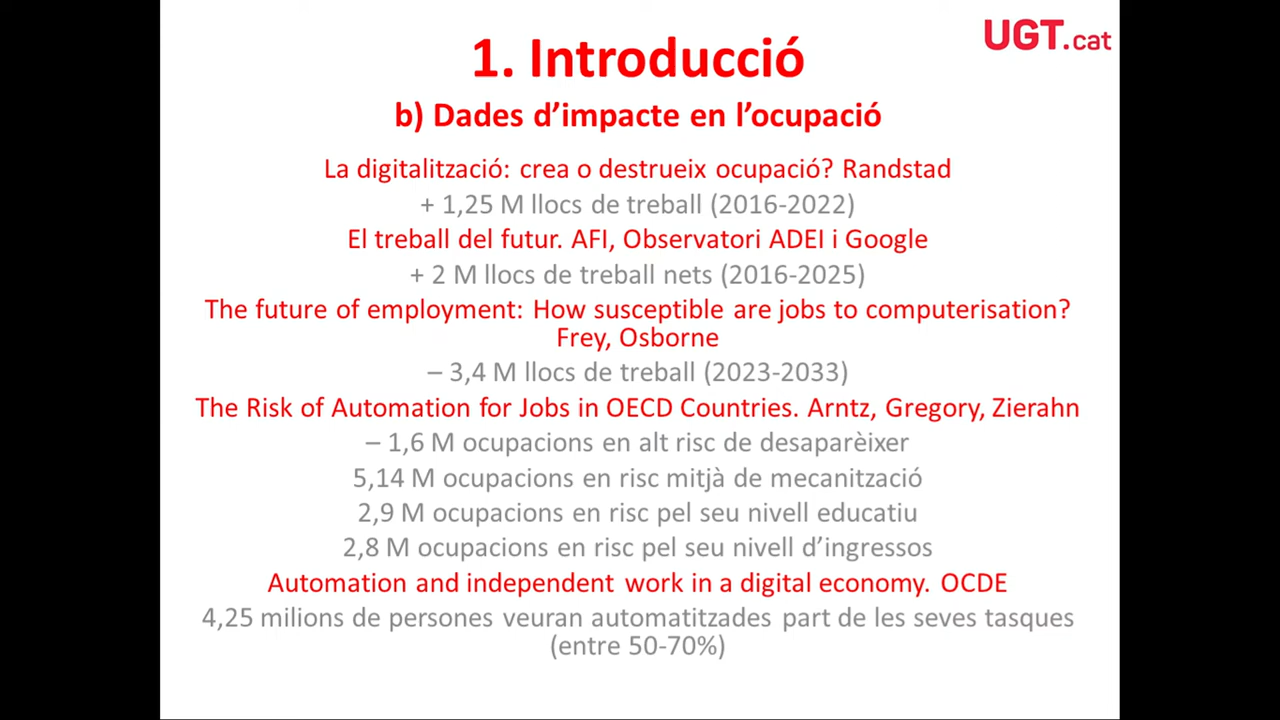 UGT.cat
1. Introducció
b) Dades d’impacte en l’ocupació
La digitalització: crea o destrueix ocupació? Randstad
+ 1,25 M llocs de treball (2016-2022)
El treball del futur. AFI, Observatori ADEI i Google
+ 2 M llocs de treball nets (2016-2025)
The future of employment: How susceptible are jobs to computerisation?
Frey, Osborne
– 3,4 M llocs de treball (2023-2033)
The Risk of Automation for Jobs in OECD Countries. Arntz, Gregory, Zierahn
– 1,6 M ocupacions en alt risc de desaparèixer
5,14 M ocupacions en risc mitjà de mecanització
2,9 M ocupacions en risc pel seu nivell educatiu
2,8 M ocupacions en risc pel seu nivell d’ingressos
Automation and independent work in a digital economy. OCDE
4,25 milions de persones veuran automatitzades part de les seves tasques
(entre 50-70%)